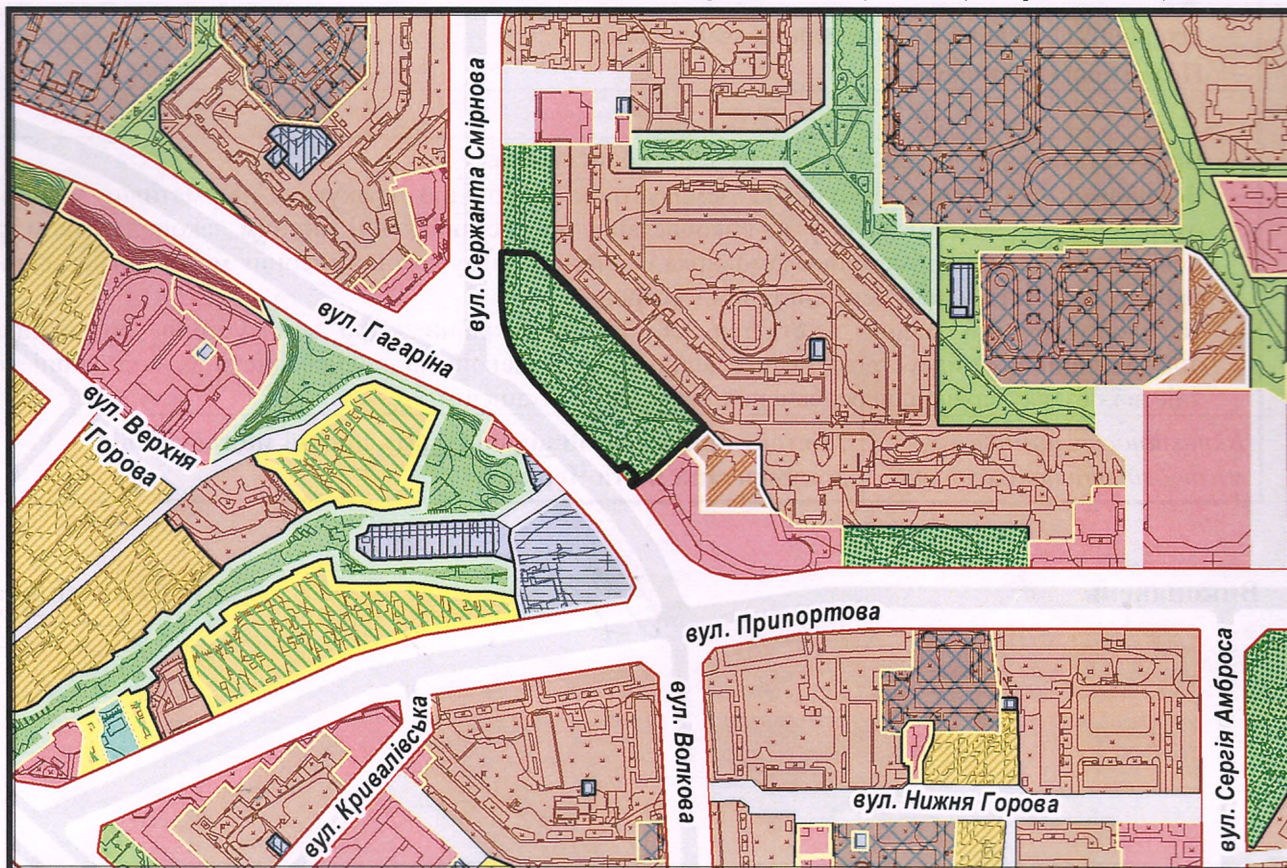 вул. Сержанта Смірнова
вул. Гагаріна
вул. Верхня
Горова
вул. Припортова
вул. Волкова
вул. Кривалівська
вул. Нижня Горова
вул. Сергія Амброса